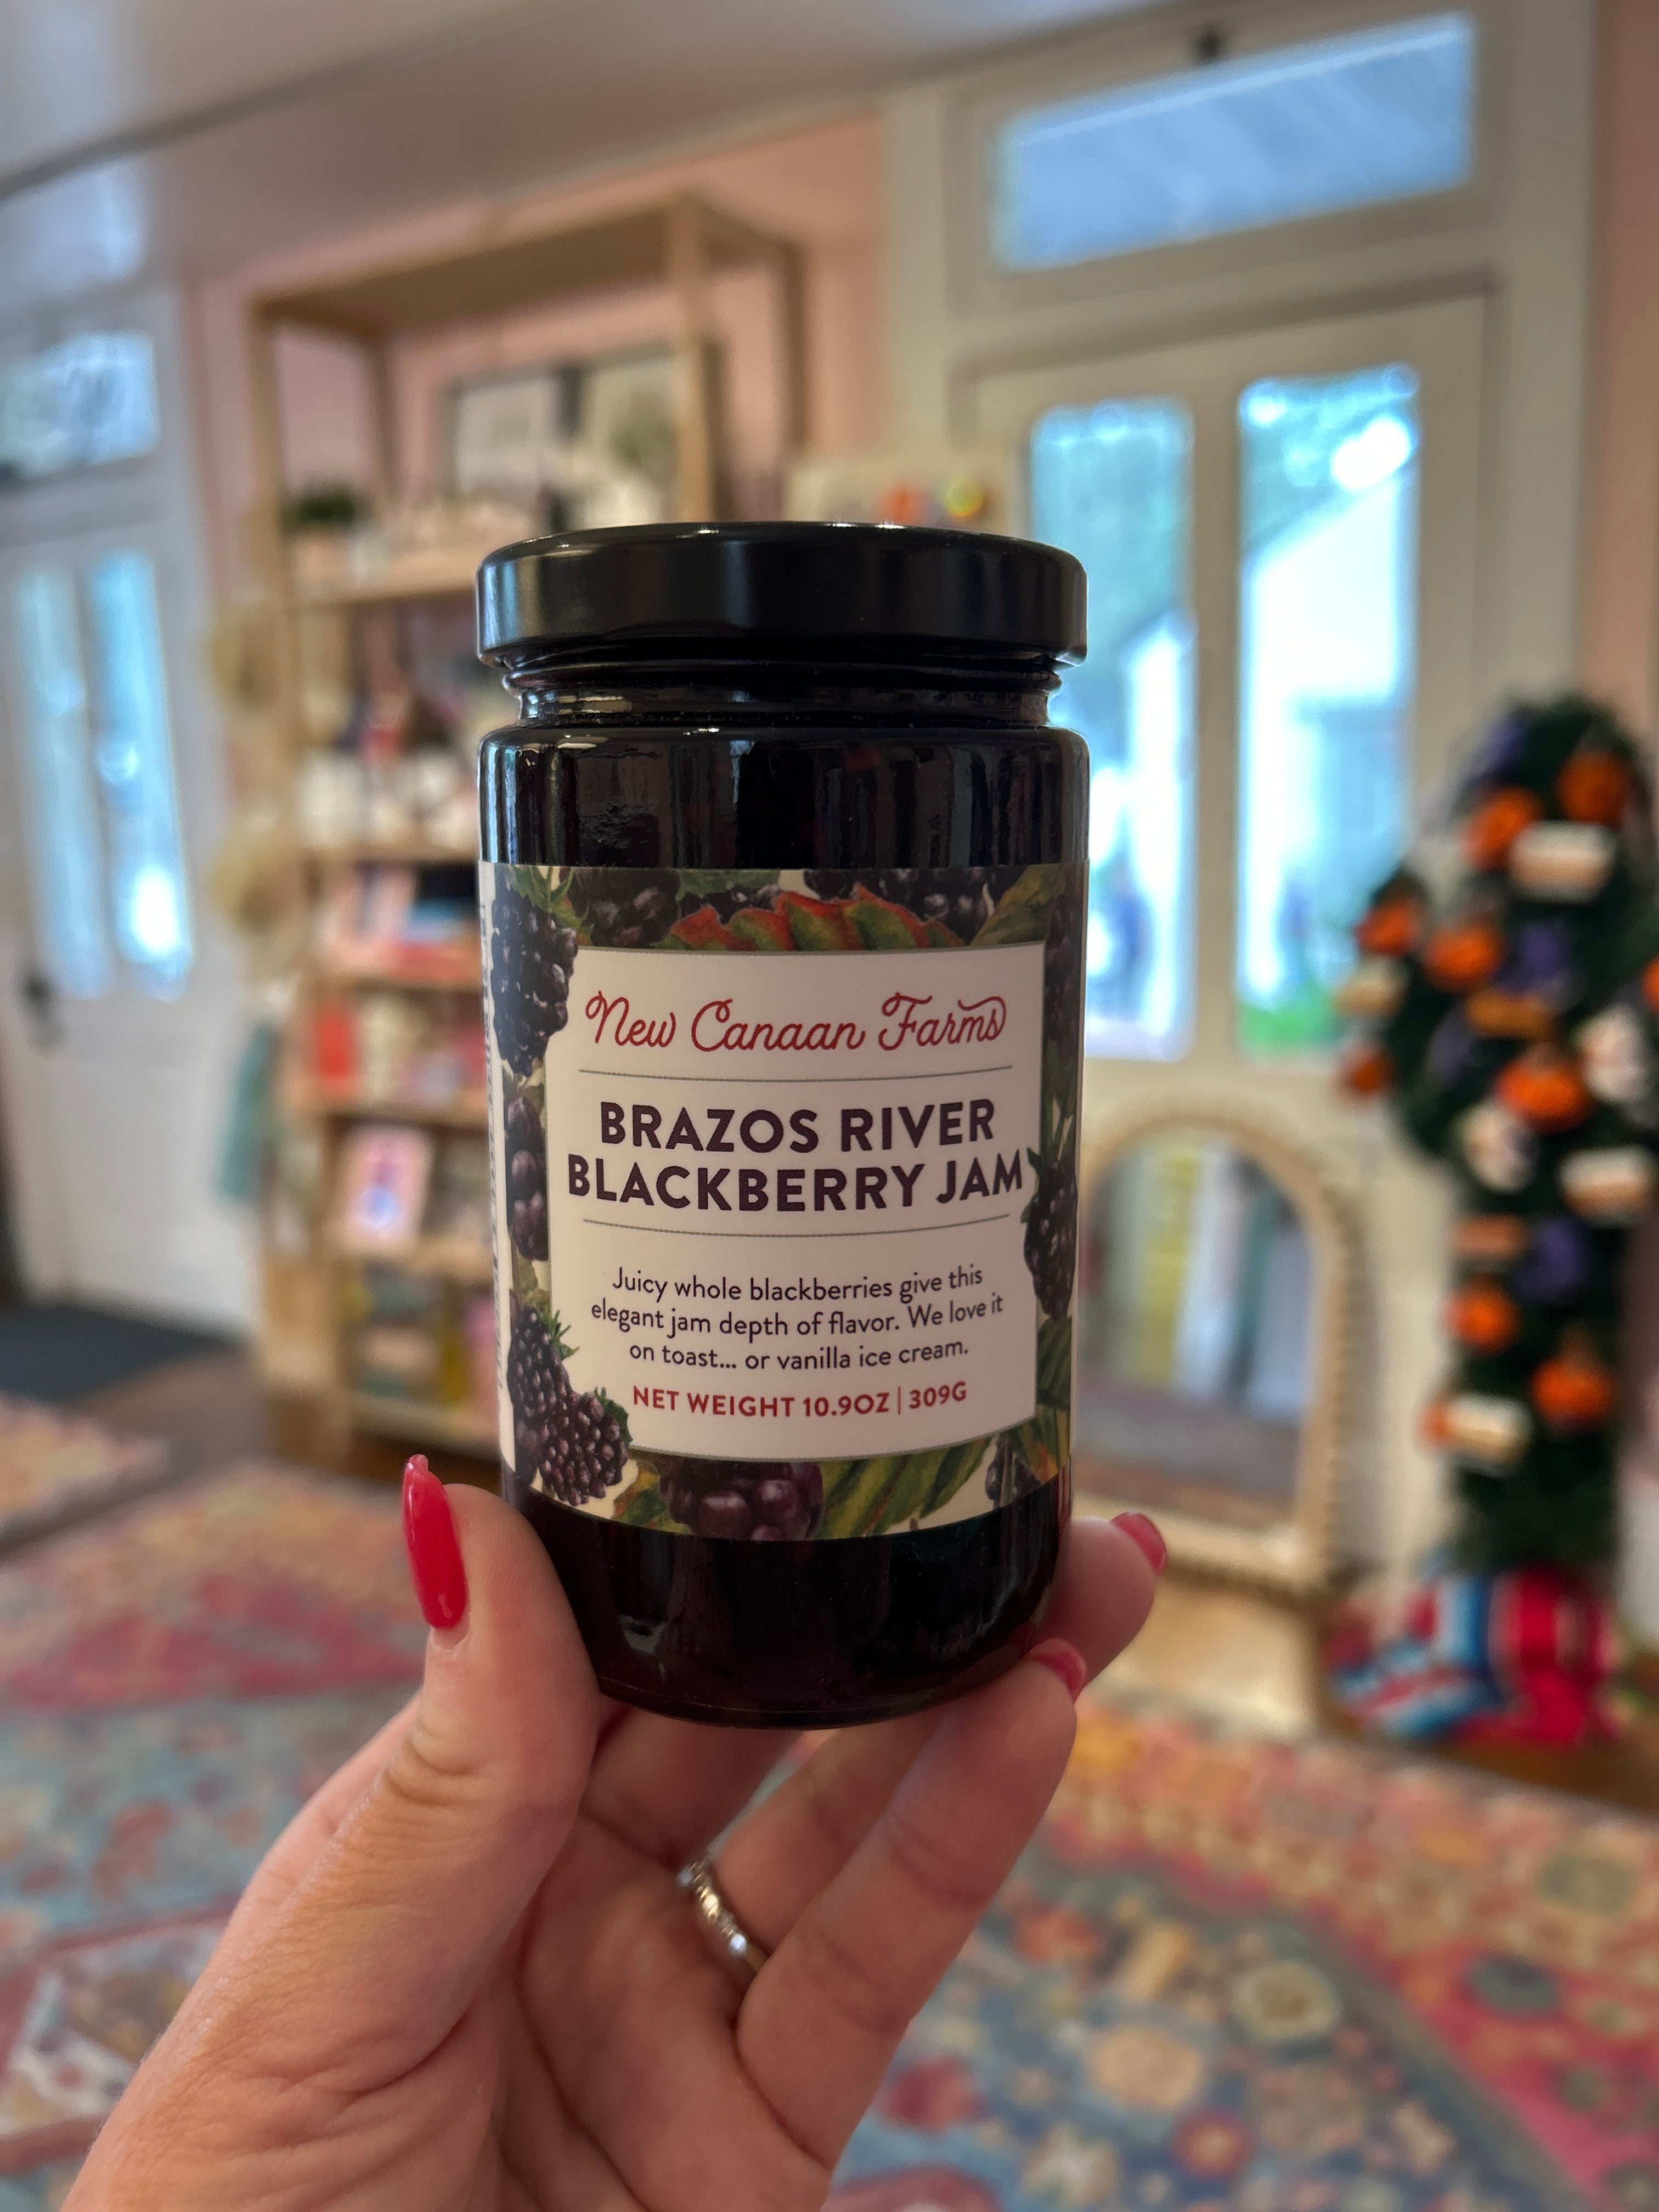 New Canaan Farms
BRAZOS RIVER
BLACKBERRY JAM
Juicy whole blackberries give this
elegant jam depth of flavor. We love it
on toast... or vanilla ice cream.
NET WEIGHT 10.9OZ | 309G